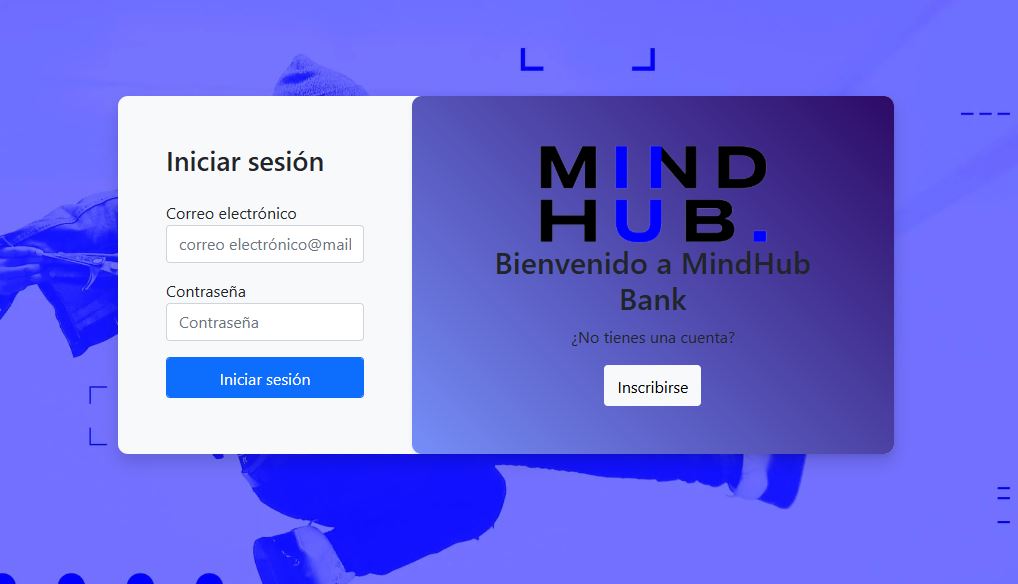 Iniciar sesión
Correo electrónico
correo electrónico@mail
Contraseña
Contraseña
Iniciar sesión
MIND
HUB.
Bienvenido a MindHub
Bank
¿No tienes una cuenta?
Inscribirse